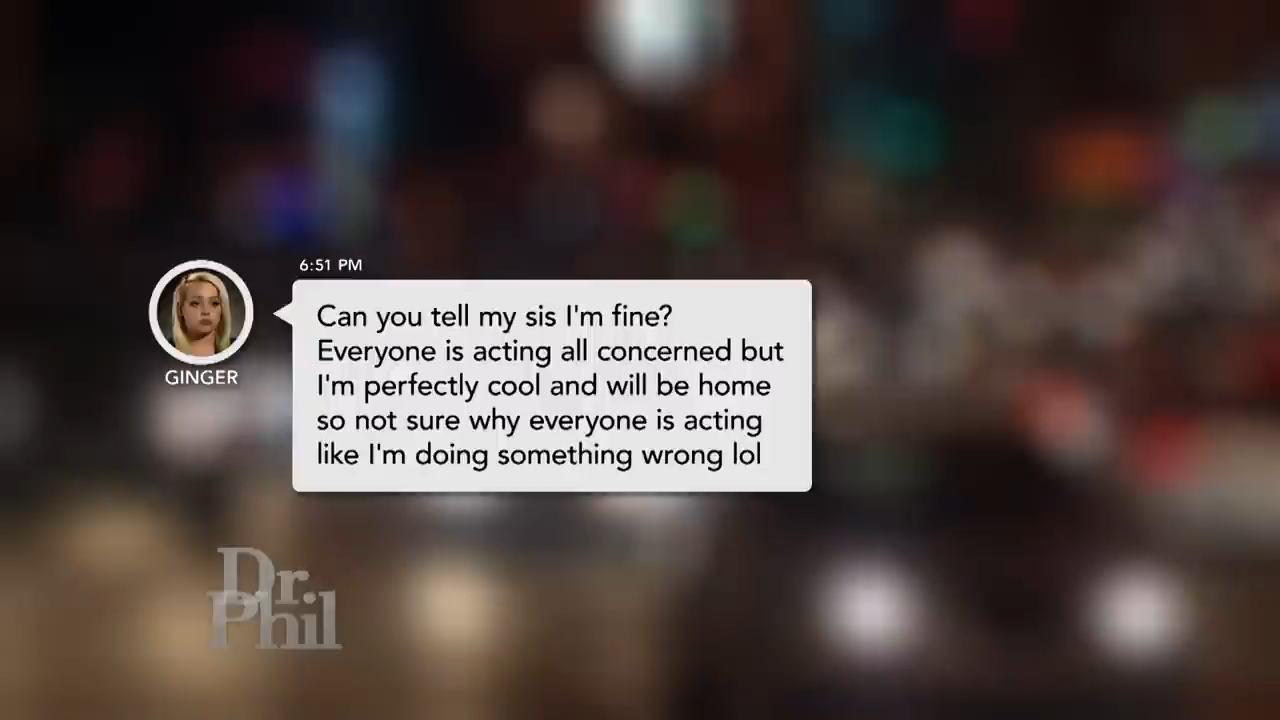 6:51 PM
Can you tell my sis I'm fine?
Everyone is acting all concerned but
I'm perfectly cool and will be home
so not sure why everyone is acting
like I'm doing something wrong lol
GINGER
Dr.
Phil